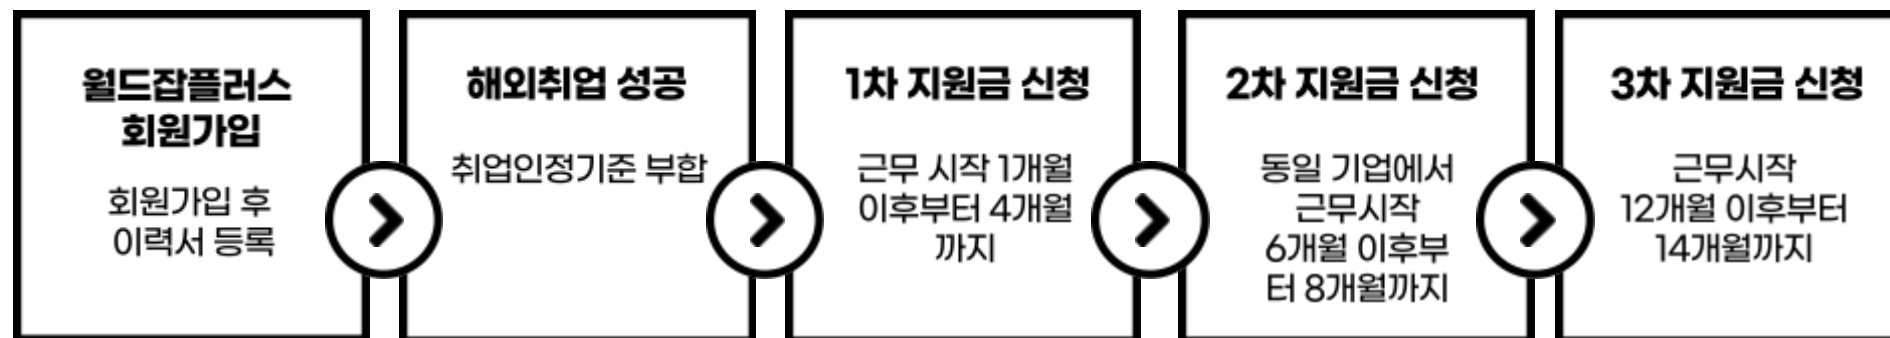 월드잡플러스
회원가입
회원가입 후
이력서 등록
해외취업 성공
취업인정기준 부합
1차 지원금 신청
근무 시작 1개월
이후부터 4개월
까지
2차 지원금 신청
동일 기업에서
근무시작
6개월 이후부
터 8개월까지
3차 지원금 신청
근무시작
12개월 이후부터
14개월까지